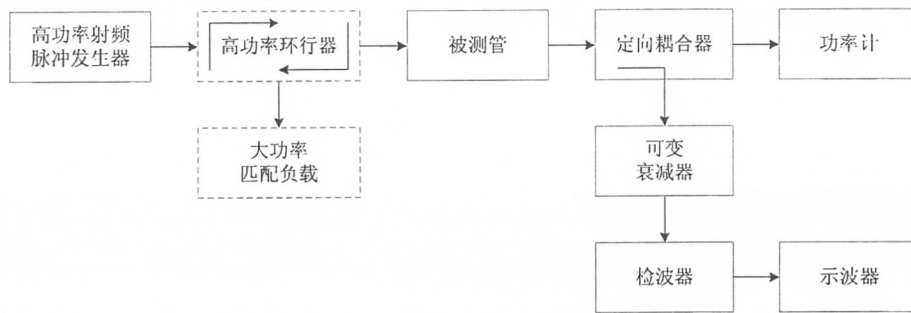 高功率射频
脉冲发生器
高功率环行器
被测管
定向耦合器
功率计
大功率
匹配负载
可变
衰减器
检波器
示波器